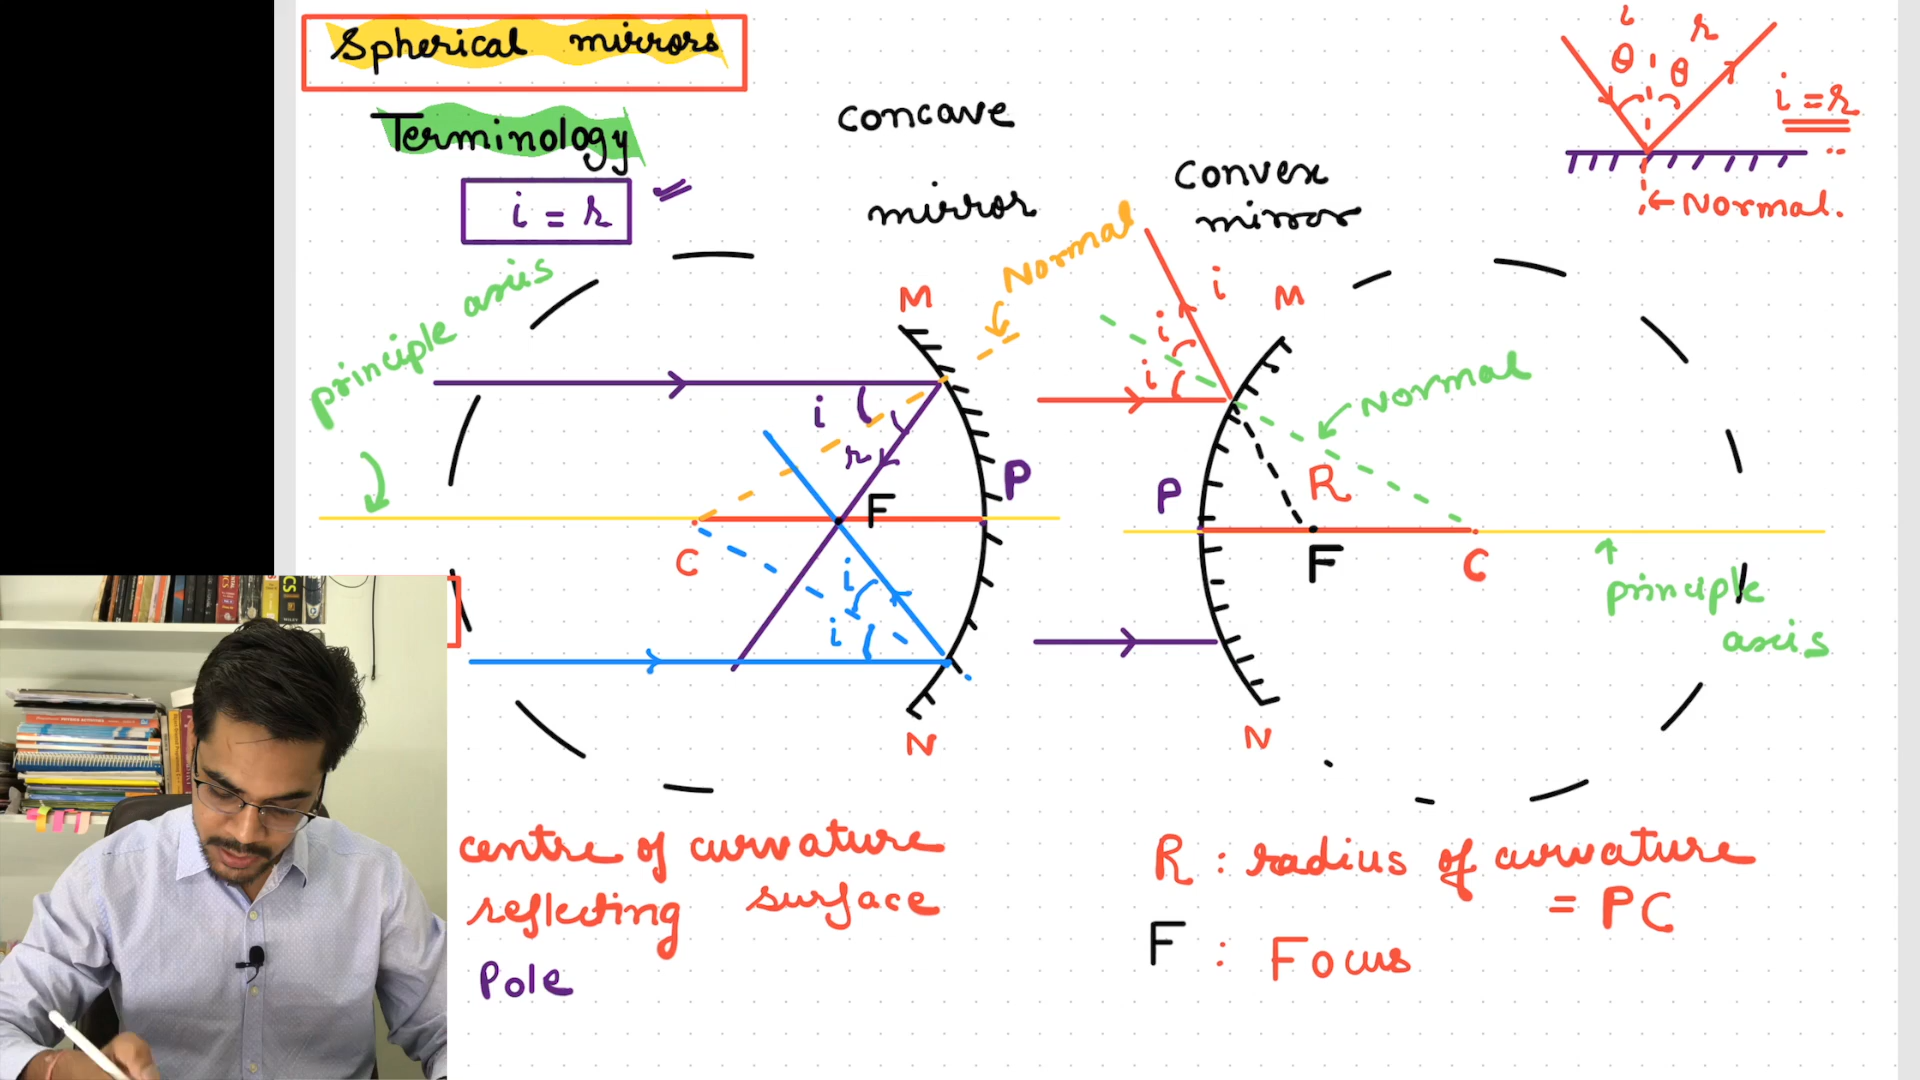 Spherical mirrors
Terminology
i = r
concave
mirror
convex
mirror
i
r
θ
θ
i = r
Normal.
principle axis
M
Normal
i
r
F
P
C
i
i
N
i
i
i
M
Normal
R
P
F
C
principle
axis
N
centre of curvature
reflecting surface
Pole
R : radius of curvature
= PC
F : Focus